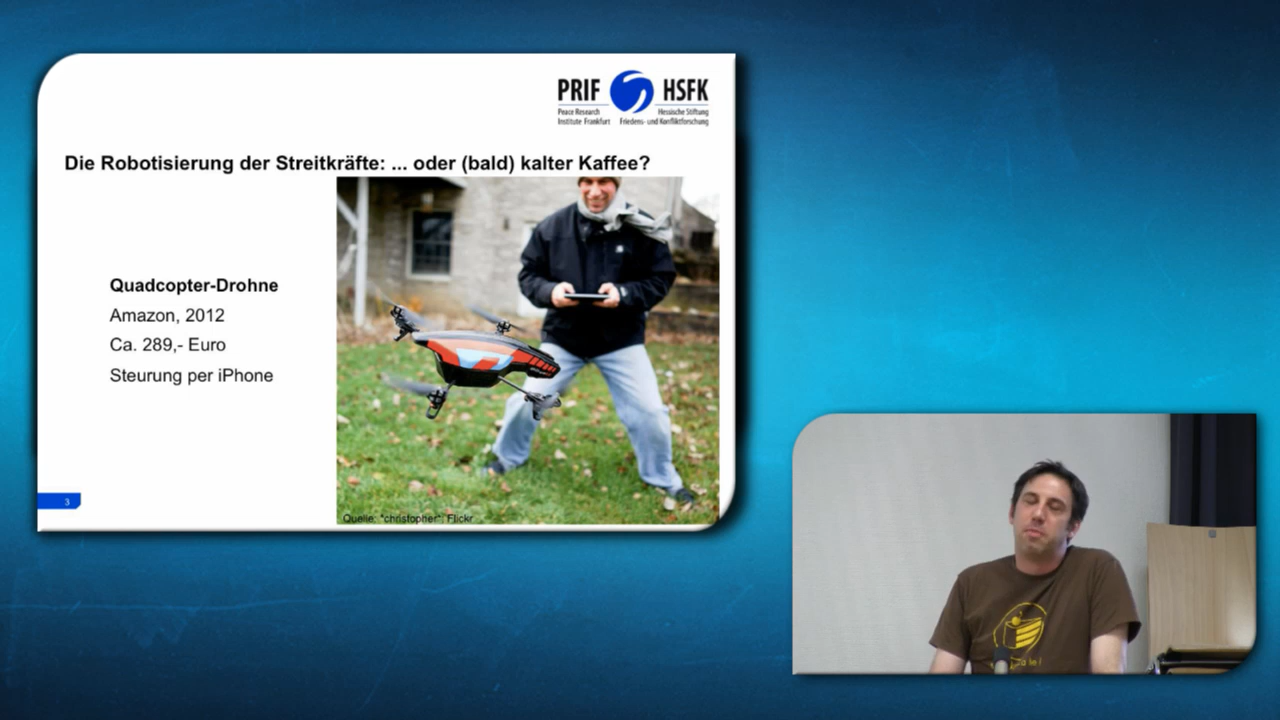 PRIF HSFK
Peace Research Hessische Stiftung
Institute Frankfurt Friedens- und Konfliktforschung
Die Robotisierung der Streitkräfte: ... oder (bald) kalter Kaffee?
Quadcopter-Drohne
Amazon, 2012
Ca. 289,- Euro
Steurung per iPhone
3
Quelle: "christopher": Flickr